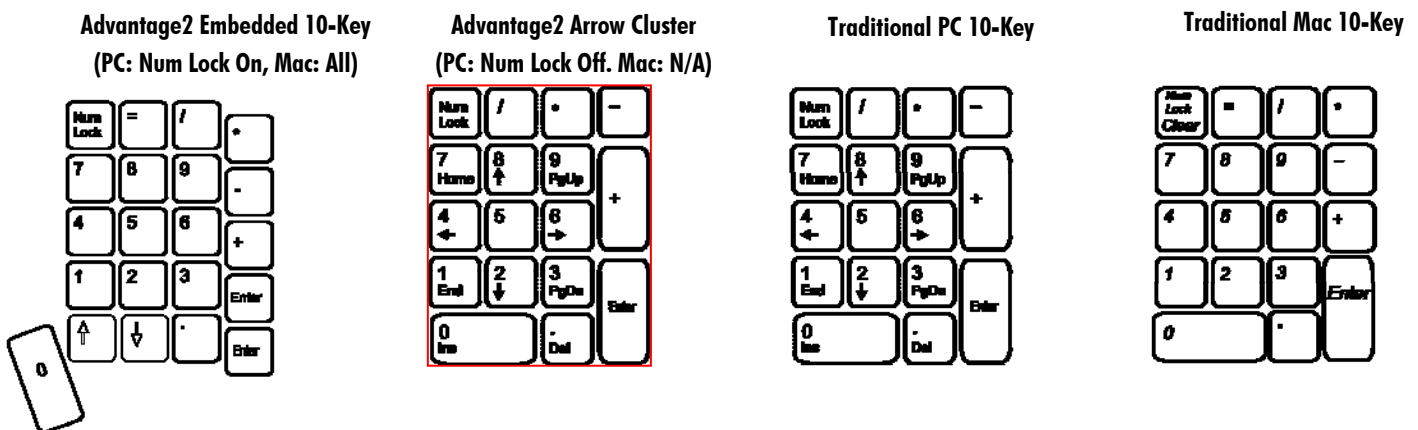 Advantage2 Embedded 10-Key
(PC: Num Lock On, Mac: All)
Num
Lock
=
/
*
7
8
9
-
4
5
6
+
1
2
3
Enter
.
Enter
0
Advantage2 Arrow Cluster
(PC: Num Lock Off. Mac: N/A)
Num
Lock
/
*
-
7
Home
8
9
PgUp
+
4
5
6
1
End
2
3
PgDn
Enter
0
Ins
.
Del
Traditional PC 10-Key
Num
Lock
/
*
-
7
Home
8
9
PgUp
+
4
5
6
1
End
2
3
PgDn
Enter
0
Ins
.
Del
Traditional Mac 10-Key
Num
Lock
Clear
=
/
*
7
8
9
-
4
5
6
+
1
2
3
Enter
0
.